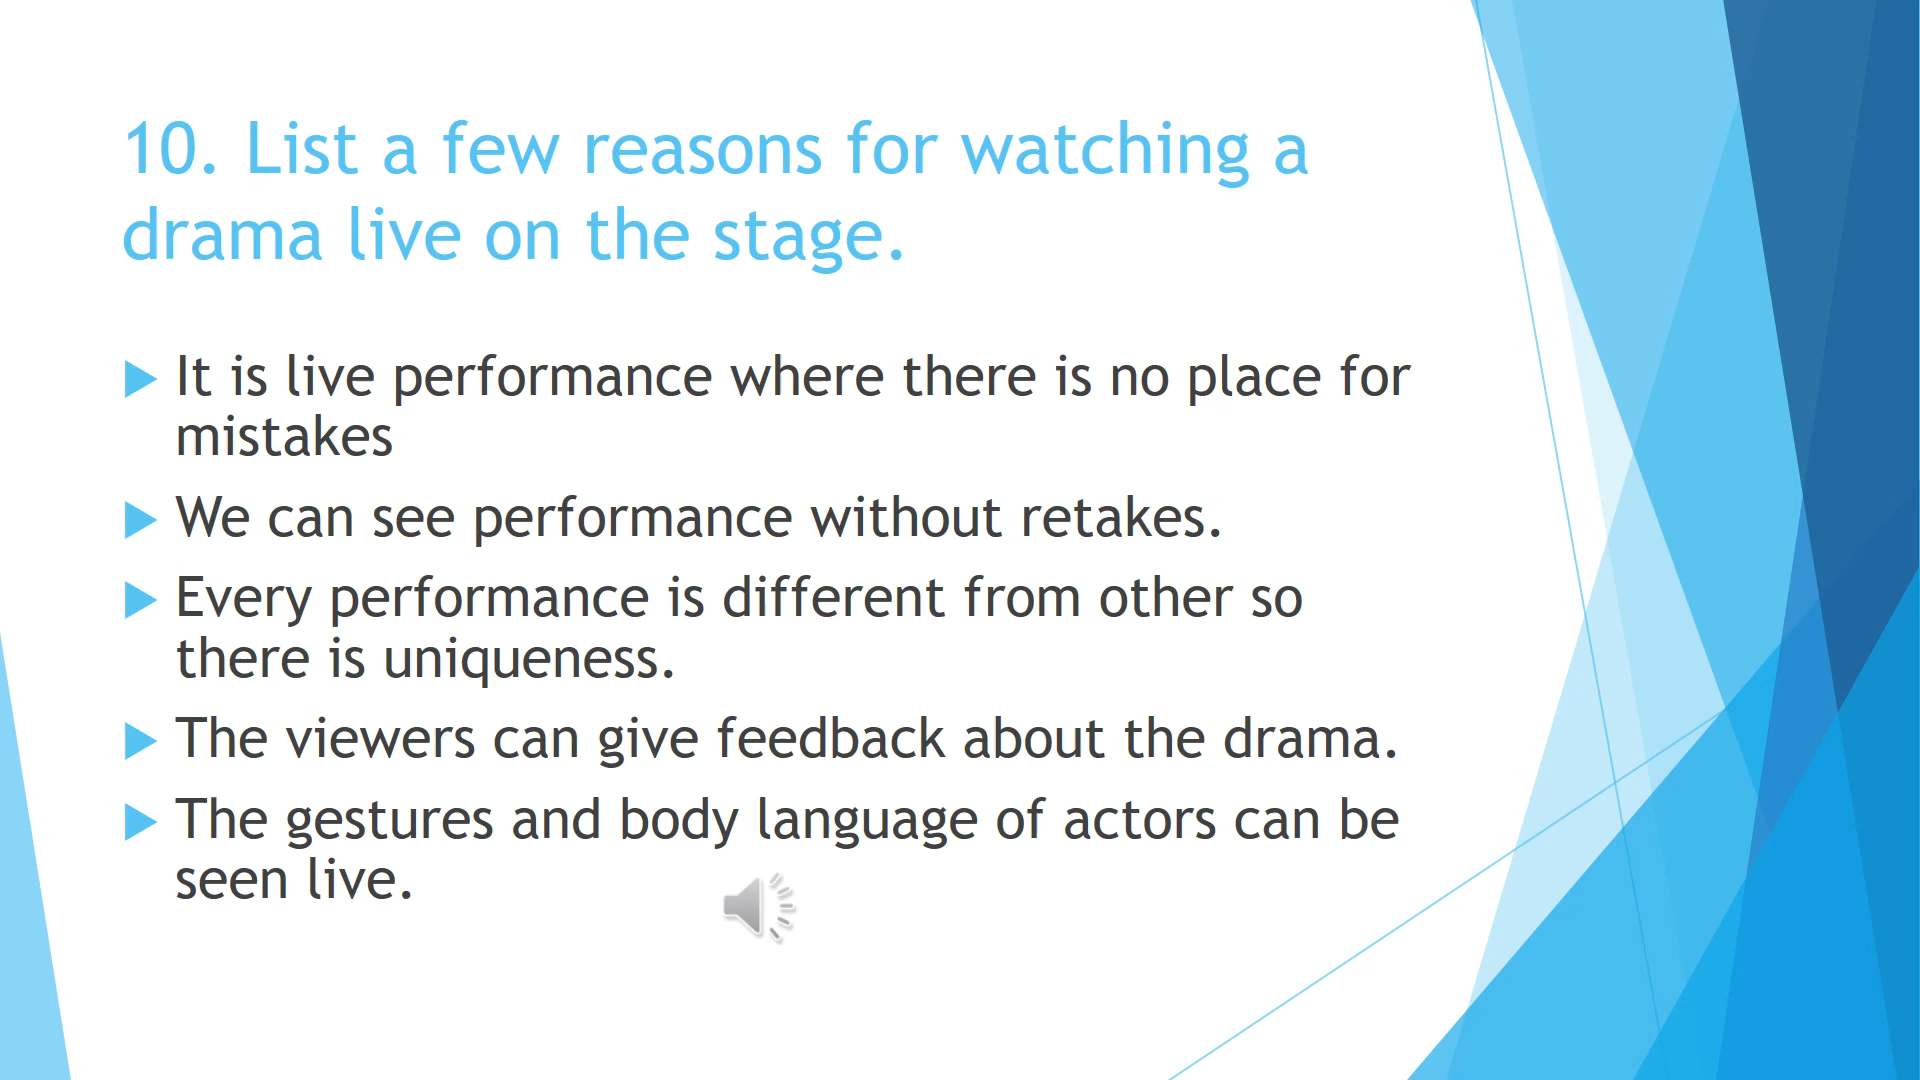 10. List a few reasons for watching a
drama live on the stage.
It is live performance where there is no place for
mistakes
We can see performance without retakes.
Every performance is different from other so
there is uniqueness.
The viewers can give feedback about the drama.
The gestures and body language of actors can be
seen live.